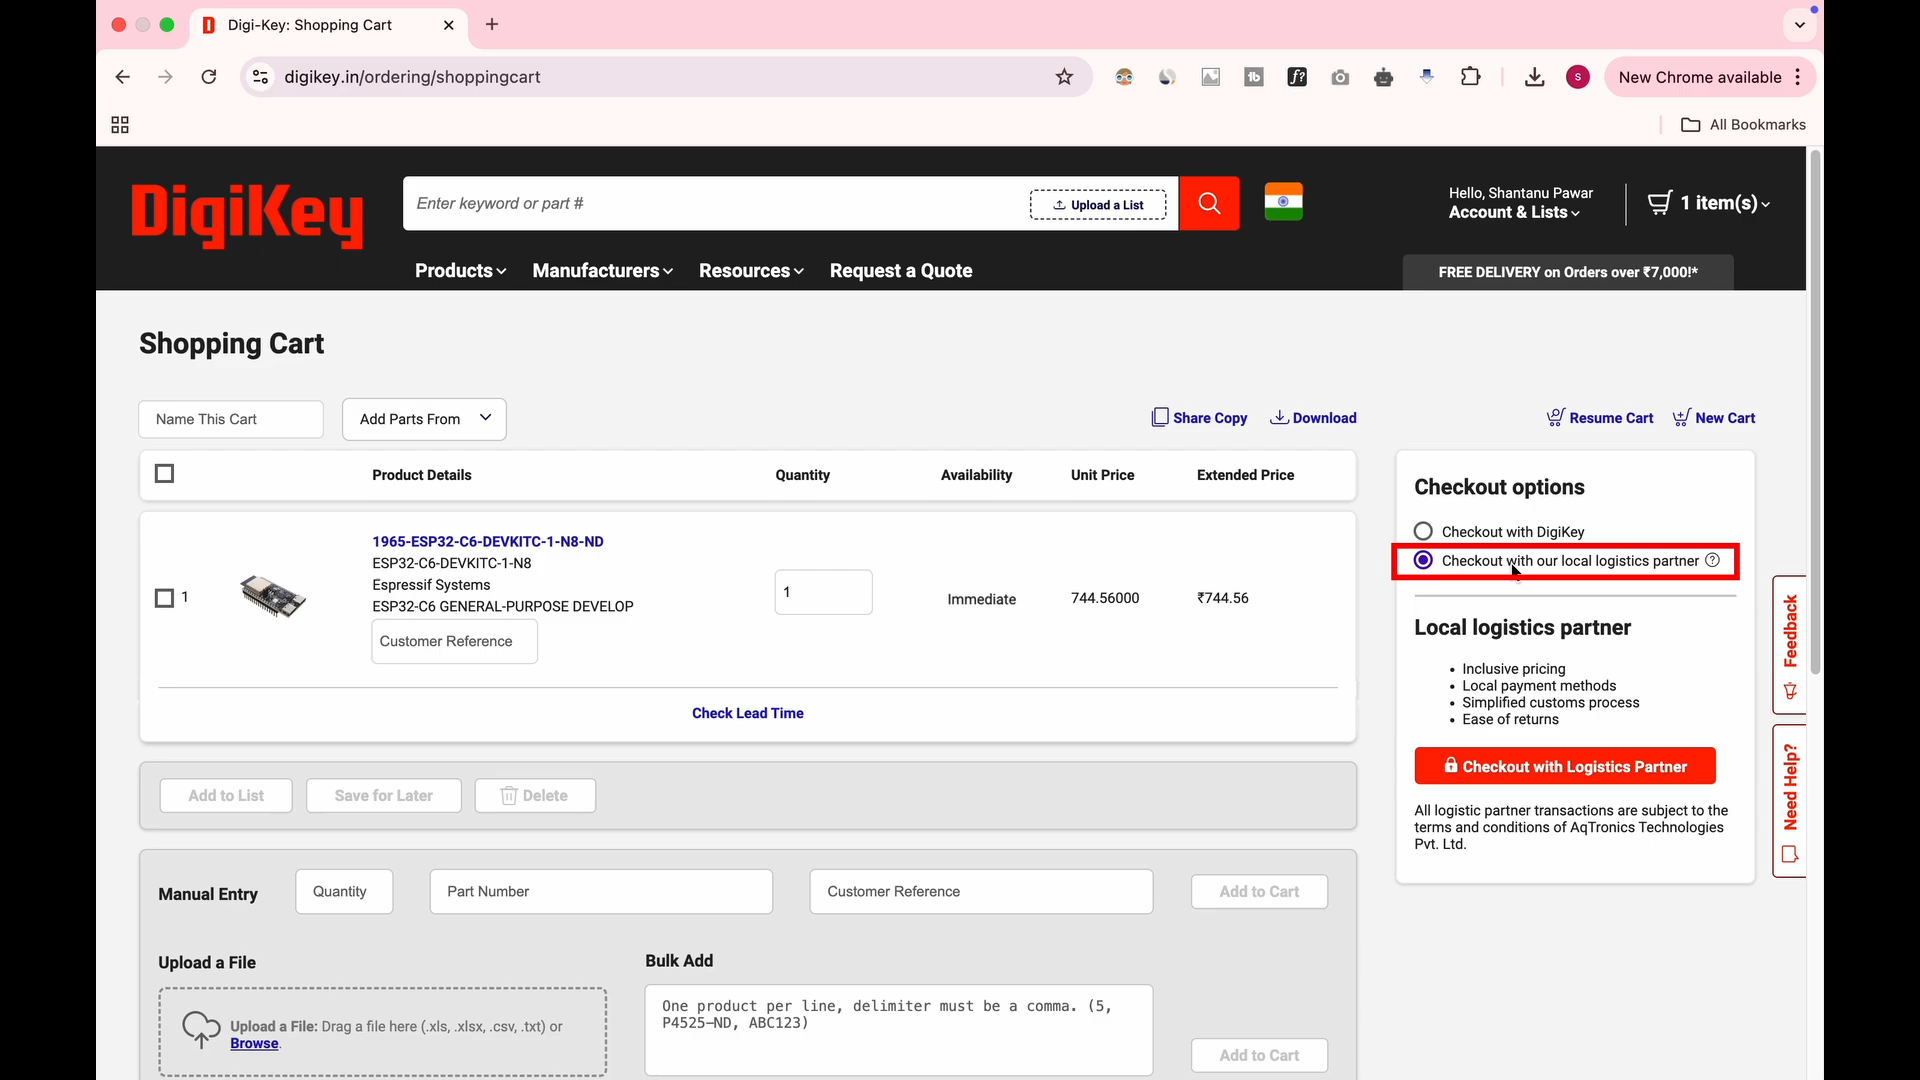 Digi-Key: Shopping Cart
digikey.in/ordering/shoppingcart
New Chrome available
All Bookmarks
DigiKey
Enter keyword or part #
Upload a List
Hello, Shantanu Pawar
Account & Lists
1 item(s)
Products
Manufacturers
Resources
Request a Quote
FREE DELIVERY on Orders over ₹7,000!*
Shopping Cart
Name This Cart
Add Parts From
Share Copy
Download
Resume Cart
New Cart
Product Details
Quantity
Availability
Unit Price
Extended Price
1
1965-ESP32-C6-DEVKITC-1-N8-ND
ESP32-C6-DEVKITC-1-N8
Espressif Systems
ESP32-C6 GENERAL-PURPOSE DEVELOP
Customer Reference
1
Immediate
744.56000
₹744.56
Check Lead Time
Add to List
Save for Later
Delete
Manual Entry
Quantity
Part Number
Customer Reference
Add to Cart
Upload a File
Upload a File: Drag a file here (.xls, .xlsx, .csv, .txt) or
Browse.
Bulk Add
One product per line, delimiter must be a comma. (5,
P4525-ND, ABC123)
Add to Cart
Checkout options
Checkout with DigiKey
Checkout with our local logistics partner
Local logistics partner
• Inclusive pricing
• Local payment methods
• Simplified customs process
• Ease of returns
Checkout with Logistics Partner
All logistic partner transactions are subject to the
terms and conditions of AqTronics Technologies
Pvt. Ltd.
Feedback
Need Help?